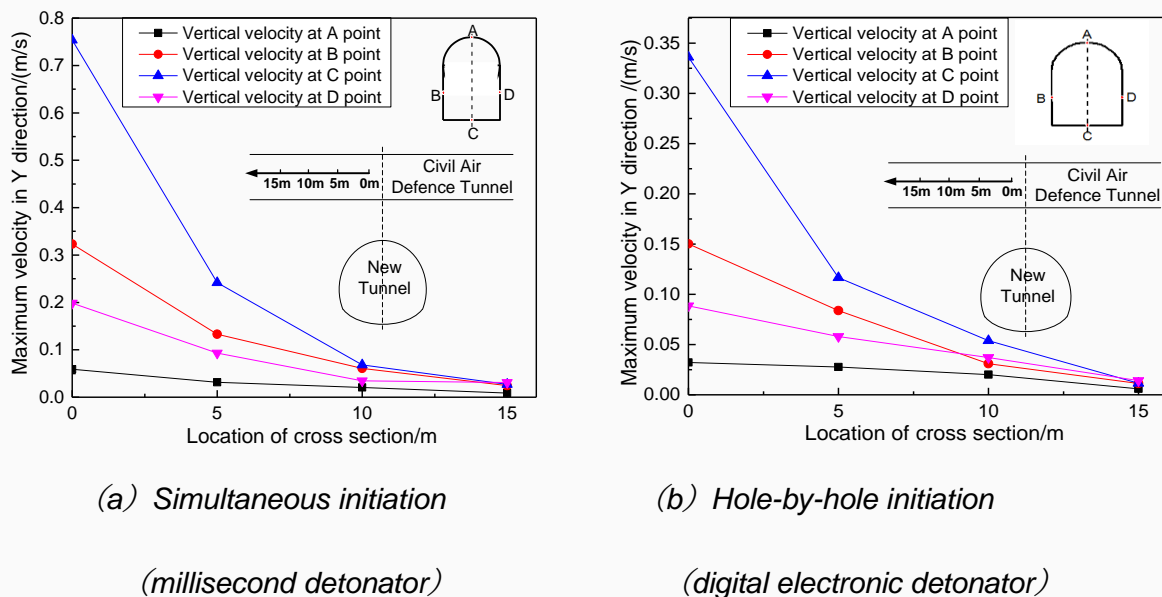 Maximum velocity in Y direction/(m/s)
0.8
0.7
0.6
0.5
0.4
0.3
0.2
0.1
0.0
0
5
10
15
Location of cross section/m
Vertical velocity at A point
Vertical velocity at B point
Vertical velocity at C point
Vertical velocity at D point
A
B
D
C
15m 10m 5m 0m
Civil Air
Defence Tunnel
New
Tunnel
(a) Simultaneous initiation
(millisecond detonator)
Maximum velocity in Y direction /(m/s)
0.35
0.30
0.25
0.20
0.15
0.10
0.05
0.00
0
5
10
15
Location of cross section/m
Vertical velocity at A point
Vertical velocity at B point
Vertical velocity at C point
Vertical velocity at D point
A
B
D
C
15m 10m 5m 0m
Civil Air
Defence Tunnel
New
Tunnel
(b) Hole-by-hole initiation
(digital electronic detonator)